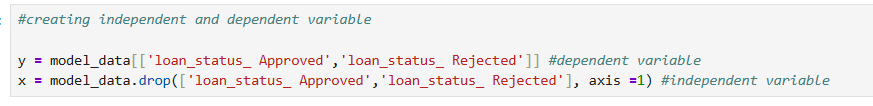 #creating independent and dependent variable
y = model_data[['loan_status_ Approved','loan_status_ Rejected']] #dependent variable
x = model_data.drop(['loan_status_ Approved','loan_status_ Rejected'], axis =1) #independent variable